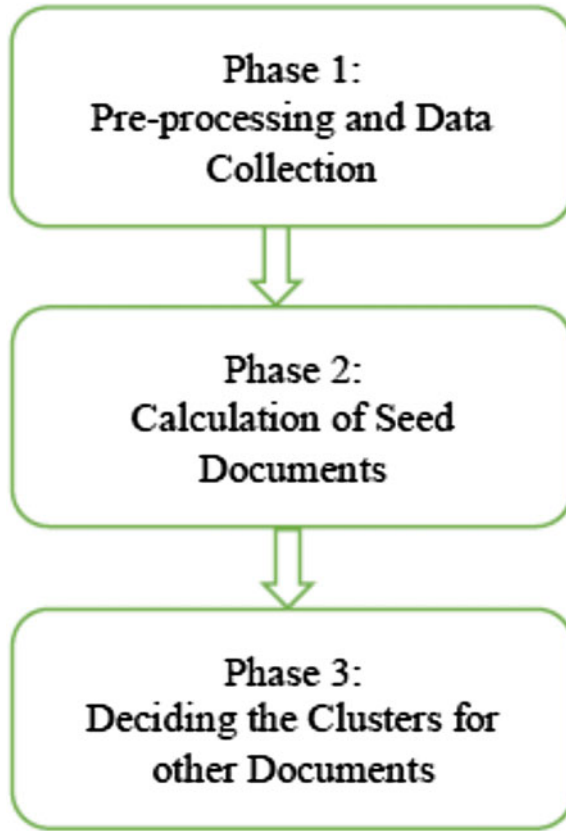 Phase 1:
Pre-processing and Data
Collection
Phase 2:
Calculation of Seed
Documents
Phase 3:
Deciding the Clusters for
other Documents